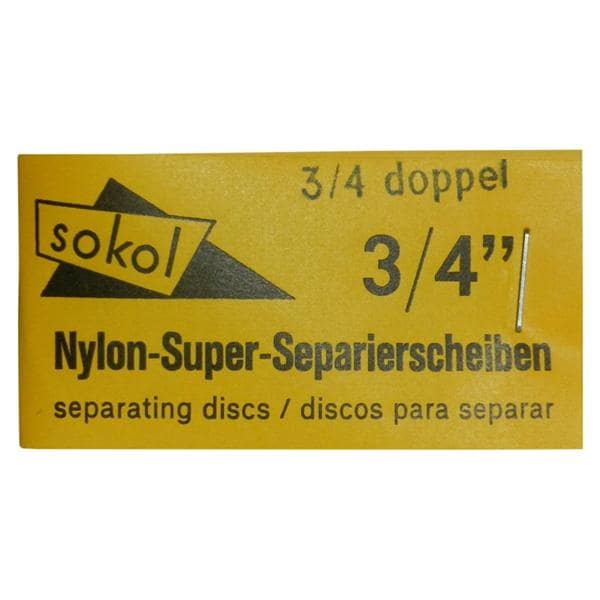 3/4 doppel
sokol
3/4”
Nylon-Super-Separierscheiben
separating discs / discos para separar